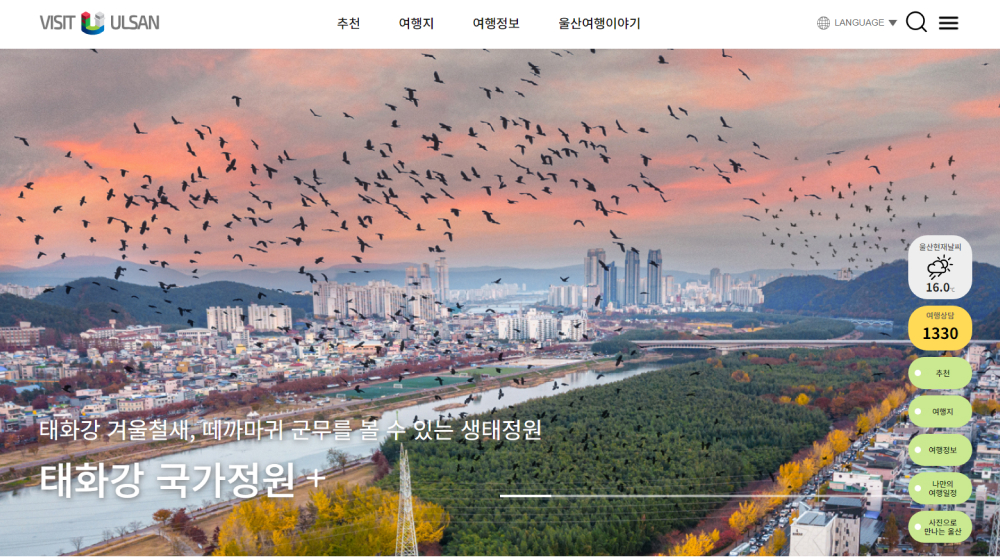 VISIT ULSAN
추천
여행지
여행정보
울산여행이야기
LANGUAGE
울산현재날씨
16.0℃
여행상담
1330
추천
여행지
여행정보
나만의
여행일정
사진으로
만나는 울산
태화강 겨울철새, 떼까마귀 군무를 볼 수 있는 생태정원
태화강 국가정원 +